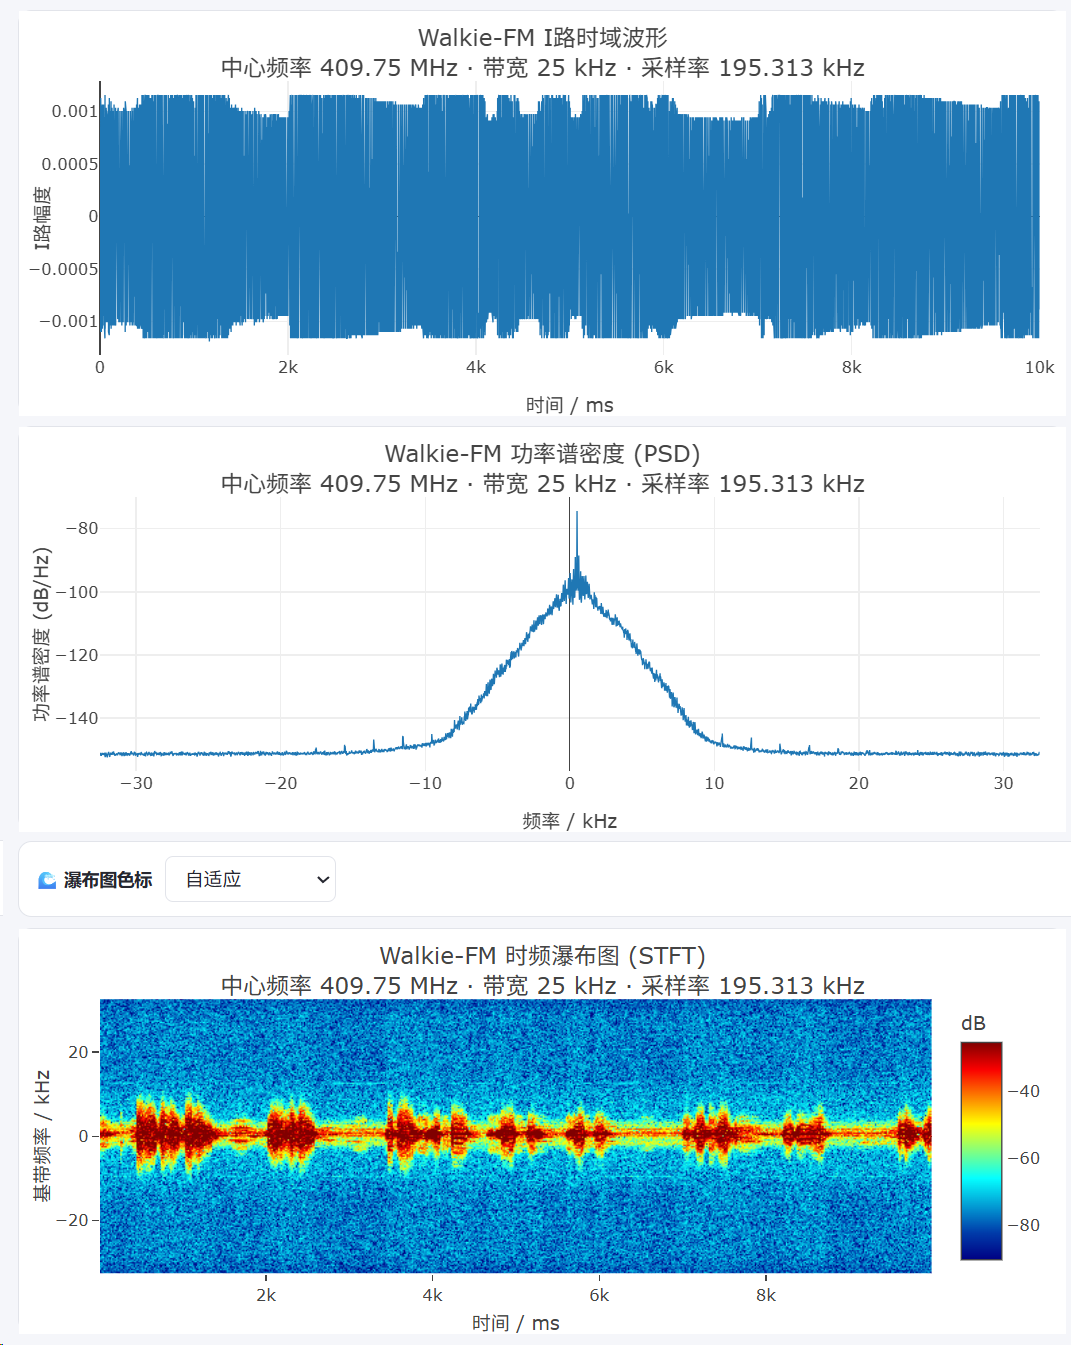 Walkie-FM I路时域波形
中心频率 409.75 MHz · 带宽 25 kHz · 采样率 195.313 kHz
0.001
0.0005
0
−0.0005
−0.001
I路幅度
0 2k 4k 6k 8k 10k
时间 / ms
Walkie-FM 功率谱密度 (PSD)
中心频率 409.75 MHz · 带宽 25 kHz · 采样率 195.313 kHz
−80
−100
−120
−140
功率谱密度 (dB/Hz)
−30 −20 −10 0 10 20 30
频率 / kHz
瀑布图色标 自适应
Walkie-FM 时频瀑布图 (STFT)
中心频率 409.75 MHz · 带宽 25 kHz · 采样率 195.313 kHz
20
0
−20
基带频率 / kHz
2k 4k 6k 8k
时间 / ms
dB
−40
−60
−80